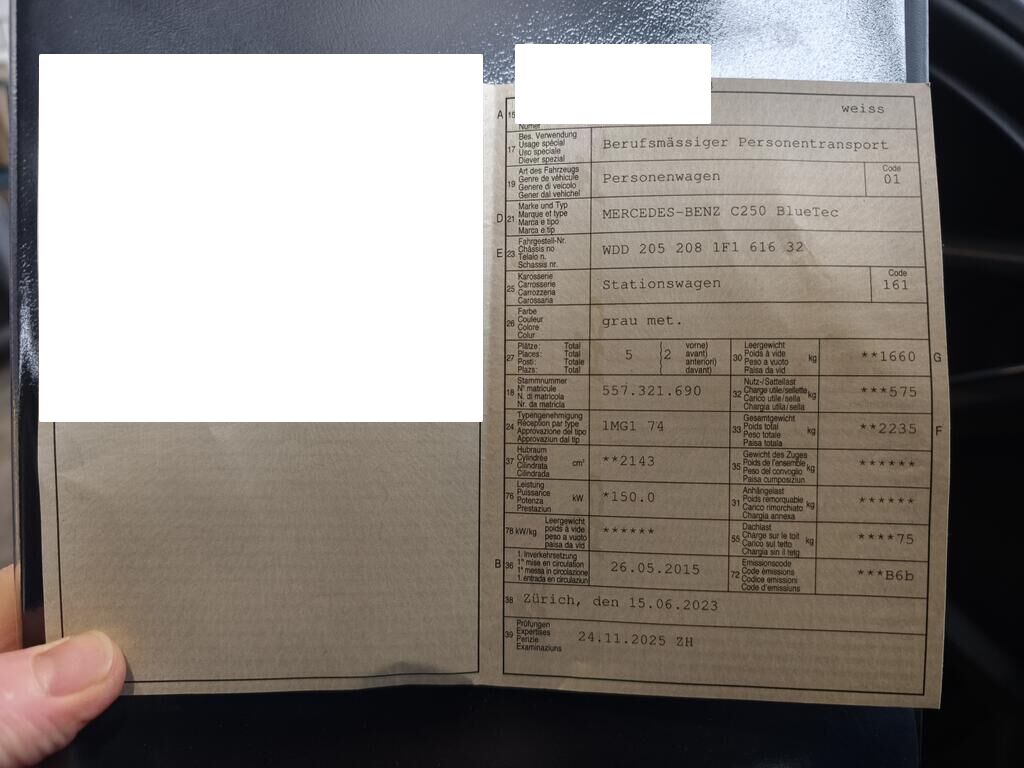 A 15 weiss
Numer
17 Bes. Verwendung
Usage spécial
Uso speciale
Diever spezial
Berufsmässiger Personentransport
19 Art des Fahrzeugs
Genre de véhicule
Genere di veicolo
Gener dal vehichel
Personenwagen
Code
01
D 21 Marke und Typ
Marque et type
Marca e tipo
Marca e tip
MERCEDES-BENZ C250 BlueTec
E 23 Fahrgestell-Nr.
Châssis no
Telaio n.
Schassis nr.
WDD 205 208 1F1 616 32
25 Karosserie
Carrosserie
Carrozzeria
Carossaria
Stationswagen
Code
161
26 Farbe
Couleur
Colore
Colur
grau met.
27 Plätze: Total
Places: Total
Posti: Totale
Plazs: Total
5 2 vorne)
avant)
anteriori)
davant)
30 Leergewicht
Poids à vide
Peso a vuoto
Paisa da vid
kg **1660 G
18 Stammnummer
N° matricule
N. di matricola
Nr. da matricla
557.321.690
32 Nutz-/Sattellast
Charge utile/sellette
Carico utile/sella
Chargia utila/sella
kg ***575
24 Typengenehmigung
Réception par type
Approvazione del tipo
Approvaziun dal tip
1MG1 74
33 Gesamtgewicht
Poids total
Peso totale
Paisa totala
kg **2235 F
37 Hubraum
Cylindrée
Cilindrata
Cilindrada
cm³ **2143
35 Gewicht des Zuges
Poids de l'ensemble
Peso del convoglio
Paisa cumposiziun
kg ******
76 Leistung
Puissance
Potenza
Prestaziun
kW *150.0
31 Anhängelast
Poids remorquable
Carico rimorchiato
Chargia annexa
kg ******
78 kW/kg Leergewicht
poids à vide
peso a vuoto
paisa da vid
******
55 Dachlast
Charge sur le toit
Carico sul tetto
Chargia sin il tetg
kg ****75
B 36 1. Inverkehrsetzung
1re mise en circulation
1a messa in circolazione
1. entrada en circulaziun
26.05.2015
72 Emissionscode
Code émissions
Codice emissioni
Code d'emissiuns
***B6b
38 Zürich, den 15.06.2023
39 Prüfungen
Expertises
Perizie
Examinaziuns
24.11.2025 ZH